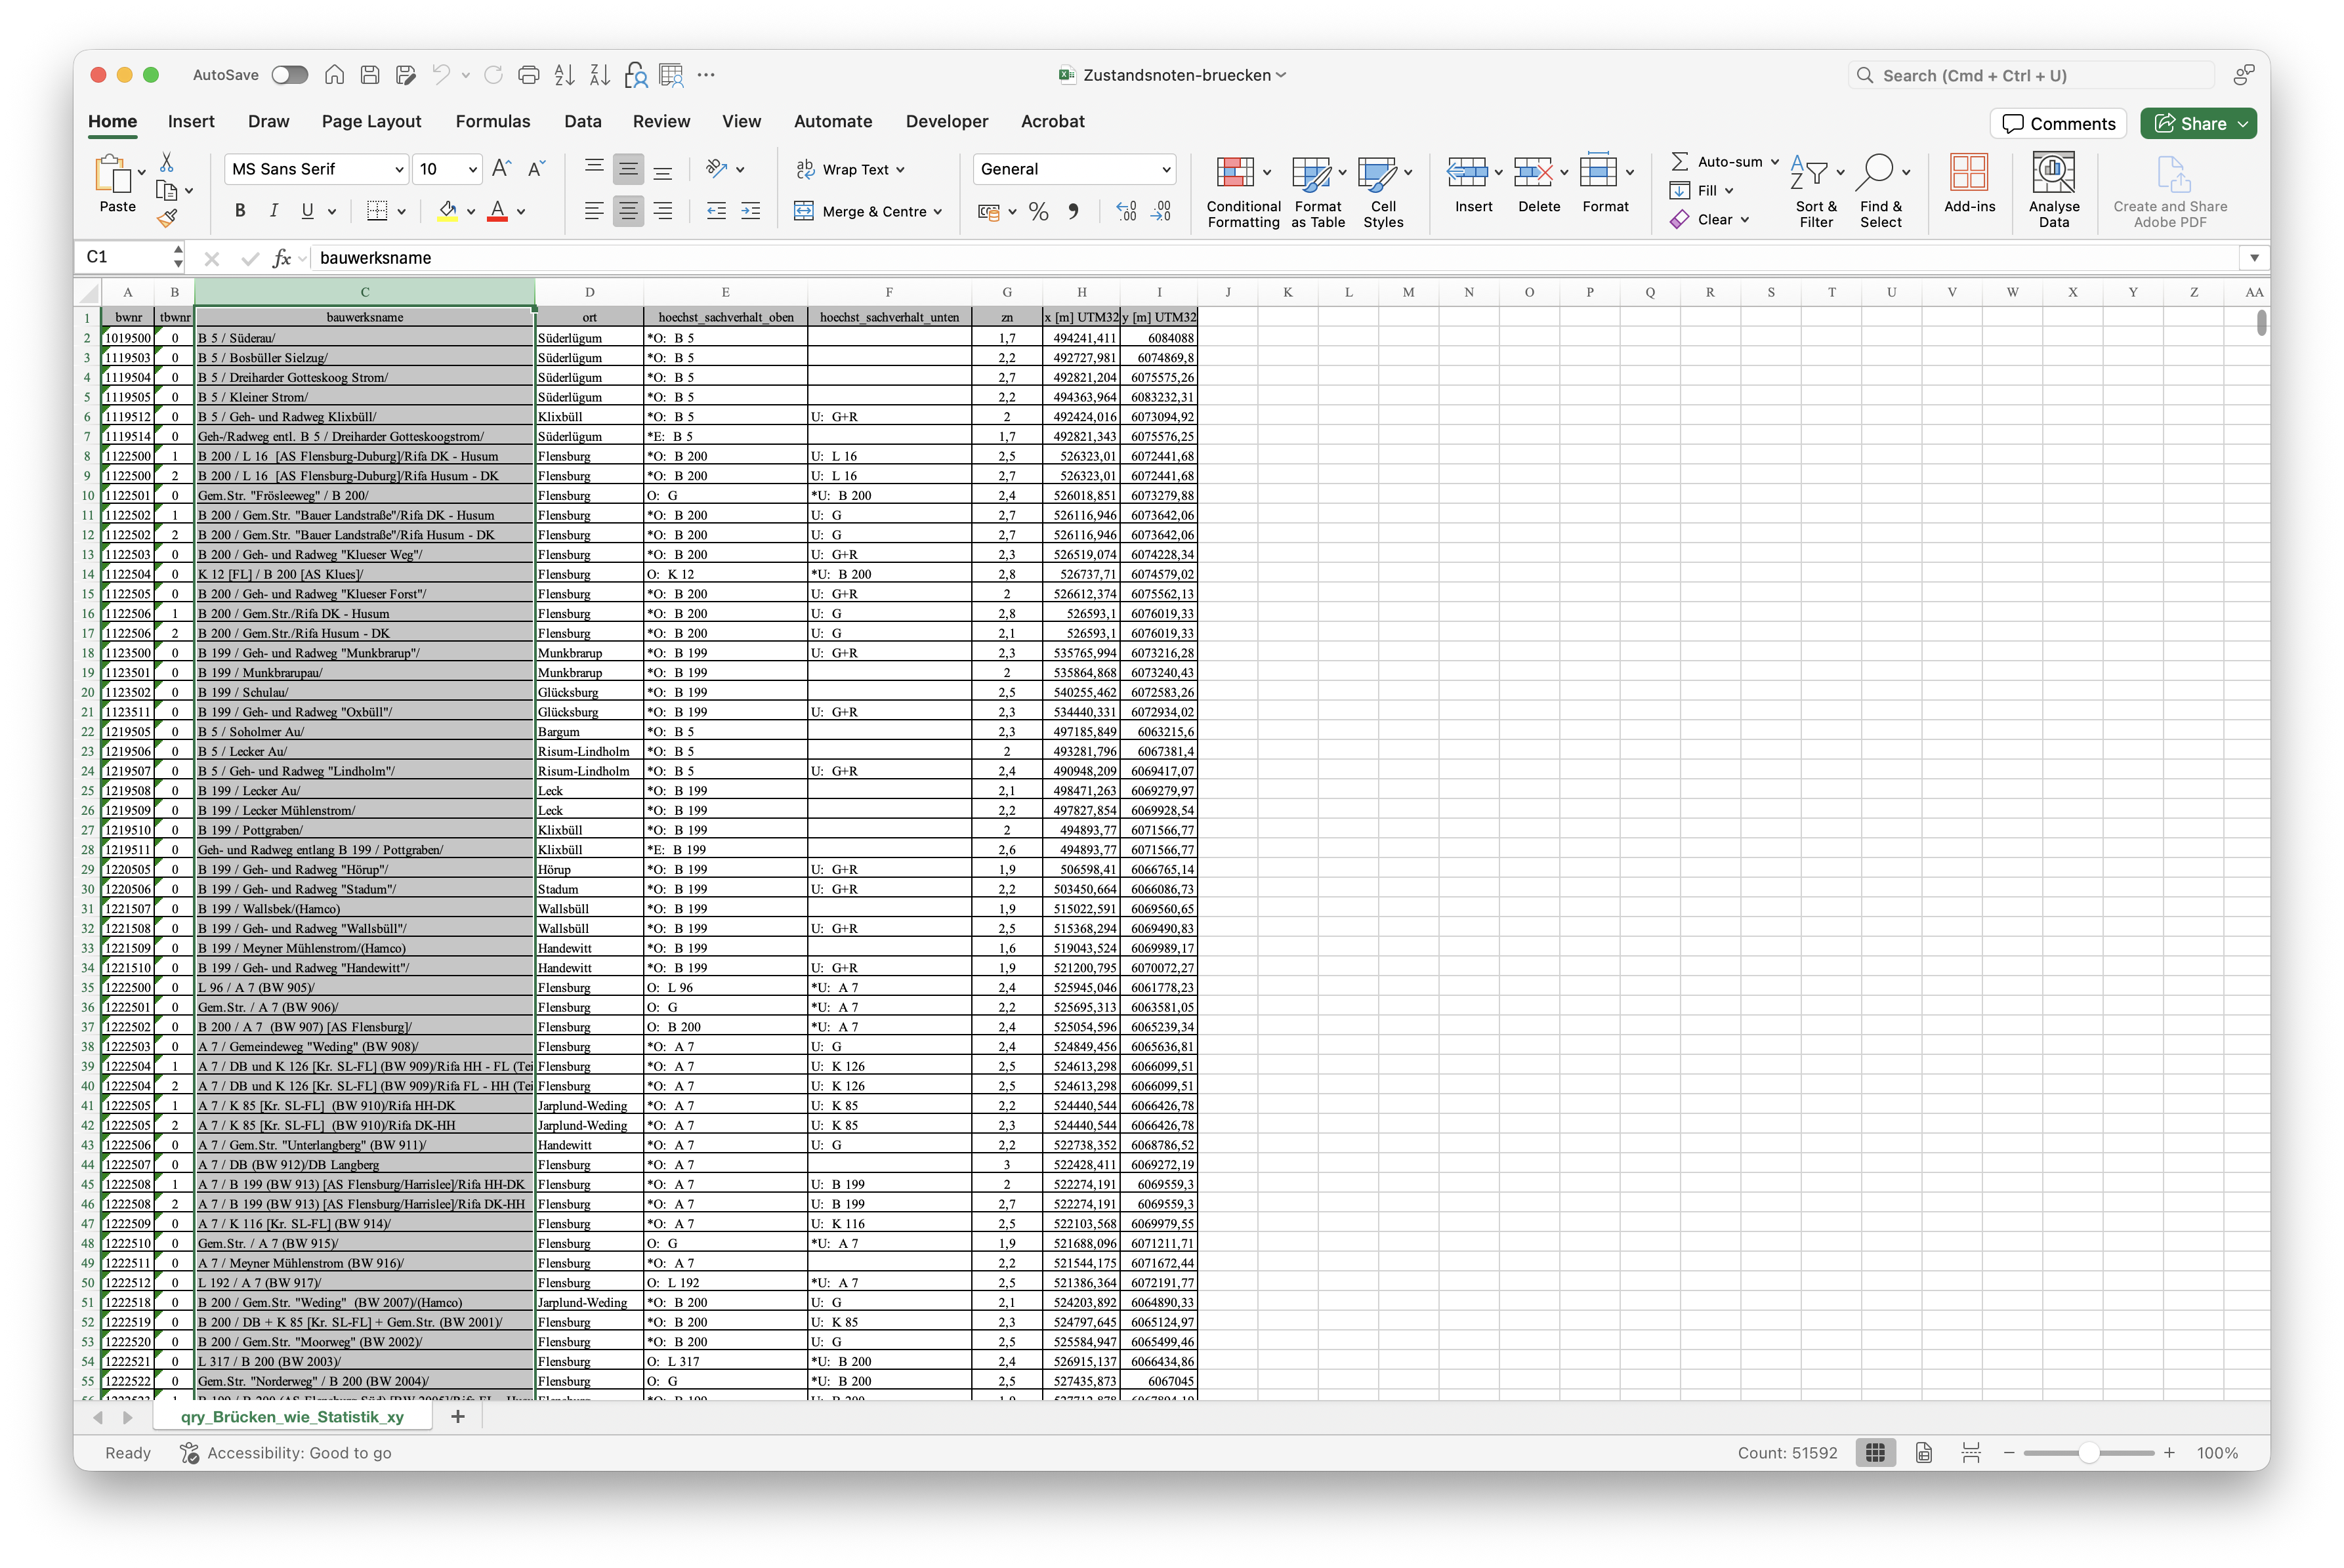 AutoSave Zustandsnoten-bruecken Search (Cmd + Ctrl + U)
Home Insert Draw Page Layout Formulas Data Review View Automate Developer Acrobat Comments Share
Paste MS Sans Serif 10 Wrap Text General Auto-sum
B I U Merge & Centre Conditional Formatting Format as Table Cell Styles Insert Delete Format Fill Clear Sort & Filter Find & Select Add-ins Analyse Data Create and Share Adobe PDF
C1 fx bauwerksname
A B C D E F G H I J K L M N O P Q R S T U V W X Y Z AA
1 bwnr tbwnr bauwerksname ort hoechst_sachverhalt_oben hoechst_sachverhalt_unten zn x [m] UTM32 y [m] UTM32
2 1019500 0 B 5 / Süderau/ Süderlügum *O: B 5 1,7 494241,411 6084088
3 1119503 0 B 5 / Bosbüller Sielzug/ Süderlügum *O: B 5 2,2 492727,981 6074869,8
4 1119504 0 B 5 / Dreiharder Gotteskoog Strom/ Süderlügum *O: B 5 2,7 492821,204 6075575,26
5 1119505 0 B 5 / Kleiner Strom/ Süderlügum *O: B 5 2,2 494363,964 6083232,31
6 1119512 0 B 5 / Geh- und Radweg Klixbüll/ Klixbüll *O: B 5 U: G+R 2 492424,016 6073094,92
7 1119514 0 Geh-/Radweg entl. B 5 / Dreiharder Gotteskoogstrom/ Süderlügum *E: B 5 1,7 492821,343 6075576,25
8 1122500 1 B 200 / L 16 [AS Flensburg-Duburg]/Rifa DK - Husum Flensburg *O: B 200 U: L 16 2,5 526323,01 6072441,68
9 1122500 2 B 200 / L 16 [AS Flensburg-Duburg]/Rifa Husum - DK Flensburg *O: B 200 U: L 16 2,7 526323,01 6072441,68
10 1122501 0 Gem.Str. "Frösleeweg" / B 200/ Flensburg O: G *U: B 200 2,4 526018,851 6073279,88
11 1122502 1 B 200 / Gem.Str. "Bauer Landstraße"/Rifa DK - Husum Flensburg *O: B 200 U: G 2,7 526116,946 6073642,06
12 1122502 2 B 200 / Gem.Str. "Bauer Landstraße"/Rifa Husum - DK Flensburg *O: B 200 U: G 2,7 526116,946 6073642,06
13 1122503 0 B 200 / Geh- und Radweg "Klueser Weg"/ Flensburg *O: B 200 U: G+R 2,3 526519,074 6074228,34
14 1122504 0 K 12 [FL] / B 200 [AS Klues]/ Flensburg O: K 12 *U: B 200 2,8 526737,71 6074579,02
15 1122505 0 B 200 / Geh- und Radweg "Klueser Forst"/ Flensburg *O: B 200 U: G+R 2 526612,374 6075562,13
16 1122506 1 B 200 / Gem.Str./Rifa DK - Husum Flensburg *O: B 200 U: G 2,8 526593,1 6076019,33
17 1122506 2 B 200 / Gem.Str./Rifa Husum - DK Flensburg *O: B 200 U: G 2,1 526593,1 6076019,33
18 1123500 0 B 199 / Geh- und Radweg "Munkbrarup"/ Munkbrarup *O: B 199 U: G+R 2,3 535765,994 6073216,28
19 1123501 0 B 199 / Munkbrarupau/ Munkbrarup *O: B 199 2 535864,868 6073240,43
20 1123502 0 B 199 / Schulau/ Glücksburg *O: B 199 2,5 540255,462 6072583,26
21 1123511 0 B 199 / Geh- und Radweg "Oxbüll"/ Glücksburg *O: B 199 U: G+R 2,3 534440,331 6072934,02
22 1219505 0 B 5 / Soholmer Au/ Bargum *O: B 5 2,3 497185,849 6063215,6
23 1219506 0 B 5 / Lecker Au/ Risum-Lindholm *O: B 5 2 493281,796 6067381,4
24 1219507 0 B 5 / Geh- und Radweg "Lindholm"/ Risum-Lindholm *O: B 5 U: G+R 2,4 490948,209 6069417,07
25 1219508 0 B 199 / Lecker Au/ Leck *O: B 199 2,1 498471,263 6069279,97
26 1219509 0 B 199 / Lecker Mühlenstrom/ Leck *O: B 199 2,2 497827,854 6069928,54
27 1219510 0 B 199 / Pottgraben/ Klixbüll *O: B 199 2 494893,77 6071566,77
28 1219511 0 Geh- und Radweg entlang B 199 / Pottgraben/ Klixbüll *E: B 199 2,6 494893,77 6071566,77
29 1220505 0 B 199 / Geh- und Radweg "Hörup"/ Hörup *O: B 199 U: G+R 1,9 506598,41 6066765,14
30 1220506 0 B 199 / Geh- und Radweg "Stadum"/ Stadum *O: B 199 U: G+R 2,2 503450,664 6066086,73
31 1221507 0 B 199 / Wallsbek/(Hamco) Wallsbüll *O: B 199 1,9 515022,591 6069560,65
32 1221508 0 B 199 / Geh- und Radweg "Wallsbüll"/ Wallsbüll *O: B 199 U: G+R 2,5 515368,294 6069490,83
33 1221509 0 B 199 / Meyner Mühlenstrom/(Hamco) Handewitt *O: B 199 1,6 519043,524 6069989,17
34 1221510 0 B 199 / Geh- und Radweg "Handewitt"/ Handewitt *O: B 199 U: G+R 1,9 521200,795 6070072,27
35 1222500 0 L 96 / A 7 (BW 905)/ Flensburg O: L 96 *U: A 7 2,4 525945,046 6061778,23
36 1222501 0 Gem.Str. / A 7 (BW 906)/ Flensburg O: G *U: A 7 2,2 525695,313 6063581,05
37 1222502 0 B 200 / A 7 (BW 907) [AS Flensburg]/ Flensburg O: B 200 *U: A 7 2,4 525054,596 6065239,34
38 1222503 0 A 7 / Gemeindeweg "Weding" (BW 908)/ Flensburg *O: A 7 U: G 2,4 524849,456 6065636,81
39 1222504 1 A 7 / DB und K 126 [Kr. SL-FL] (BW 909)/Rifa HH - FL (Tei Flensburg *O: A 7 U: K 126 2,5 524613,298 6066099,51
40 1222504 2 A 7 / DB und K 126 [Kr. SL-FL] (BW 909)/Rifa FL - HH (Tei Flensburg *O: A 7 U: K 126 2,5 524613,298 6066099,51
41 1222505 1 A 7 / K 85 [Kr. SL-FL] (BW 910)/Rifa HH-DK Jarplund-Weding *O: A 7 U: K 85 2,2 524440,544 6066426,78
42 1222505 2 A 7 / K 85 [Kr. SL-FL] (BW 910)/Rifa DK-HH Jarplund-Weding *O: A 7 U: K 85 2,3 524440,544 6066426,78
43 1222506 0 A 7 / Gem.Str. "Unterlangberg" (BW 911)/ Handewitt *O: A 7 U: G 2,2 522738,352 6068786,52
44 1222507 0 A 7 / DB (BW 912)/DB Langberg Flensburg *O: A 7 3 522428,411 6069272,19
45 1222508 1 A 7 / B 199 (BW 913) [AS Flensburg/Harrislee]/Rifa HH-DK Flensburg *O: A 7 U: B 199 2 522274,191 6069559,3
46 1222508 2 A 7 / B 199 (BW 913) [AS Flensburg/Harrislee]/Rifa DK-HH Flensburg *O: A 7 U: B 199 2,7 522274,191 6069559,3
47 1222509 0 A 7 / K 116 [Kr. SL-FL] (BW 914)/ Flensburg *O: A 7 U: K 116 2,5 522103,568 6069979,55
48 1222510 0 Gem.Str. / A 7 (BW 915)/ Flensburg O: G *U: A 7 1,9 521688,096 6071211,71
49 1222511 0 A 7 / Meyner Mühlenstrom (BW 916)/ Flensburg *O: A 7 2,2 521544,175 6071672,44
50 1222512 0 L 192 / A 7 (BW 917)/ Flensburg O: L 192 *U: A 7 2,5 521386,364 6072191,77
51 1222518 0 B 200 / Gem.Str. "Weding" (BW 2007)/(Hamco) Jarplund-Weding *O: B 200 U: G 2,1 524203,892 6064890,33
52 1222519 0 B 200 / DB + K 85 [Kr. SL-FL] + Gem.Str. (BW 2001)/ Flensburg *O: B 200 U: K 85 2,3 524797,645 6065124,97
53 1222520 0 B 200 / Gem.Str. "Moorweg" (BW 2002)/ Flensburg *O: B 200 U: G 2,5 525584,947 6065499,46
54 1222521 0 L 317 / B 200 (BW 2003)/ Flensburg O: L 317 *U: B 200 2,4 526915,137 6066434,86
55 1222522 0 Gem.Str. "Norderweg" / B 200 (BW 2004)/ Flensburg O: G *U: B 200 2,5 527435,873 6067045
qry_Brücken_wie_Statistik_xy
Ready Accessibility: Good to go Count: 51592 100%